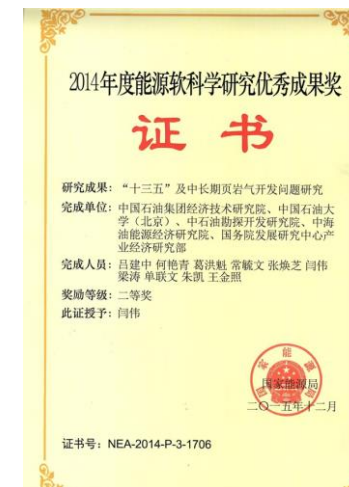 2014年度能源软科学研究优秀成果奖
证 书
研究成果：“十三五”及中长期页岩气开发问题研究
完成单位：中国石油集团经济技术研究院、中国石油大
学（北京）、中石油勘探开发研究院、中海
油能源经济研究院、国务院发展研究中心产
业经济研究部
完成人员：吕建中 何艳青 葛洪魁 常毓文 张焕芝 闫伟
梁涛 单联文 朱凯 王金照
奖励等级：二等奖
此证授予：闫伟
国家能源局
国家能源局
二〇一五年十二月
证书号：NEA-2014-P-3-1706